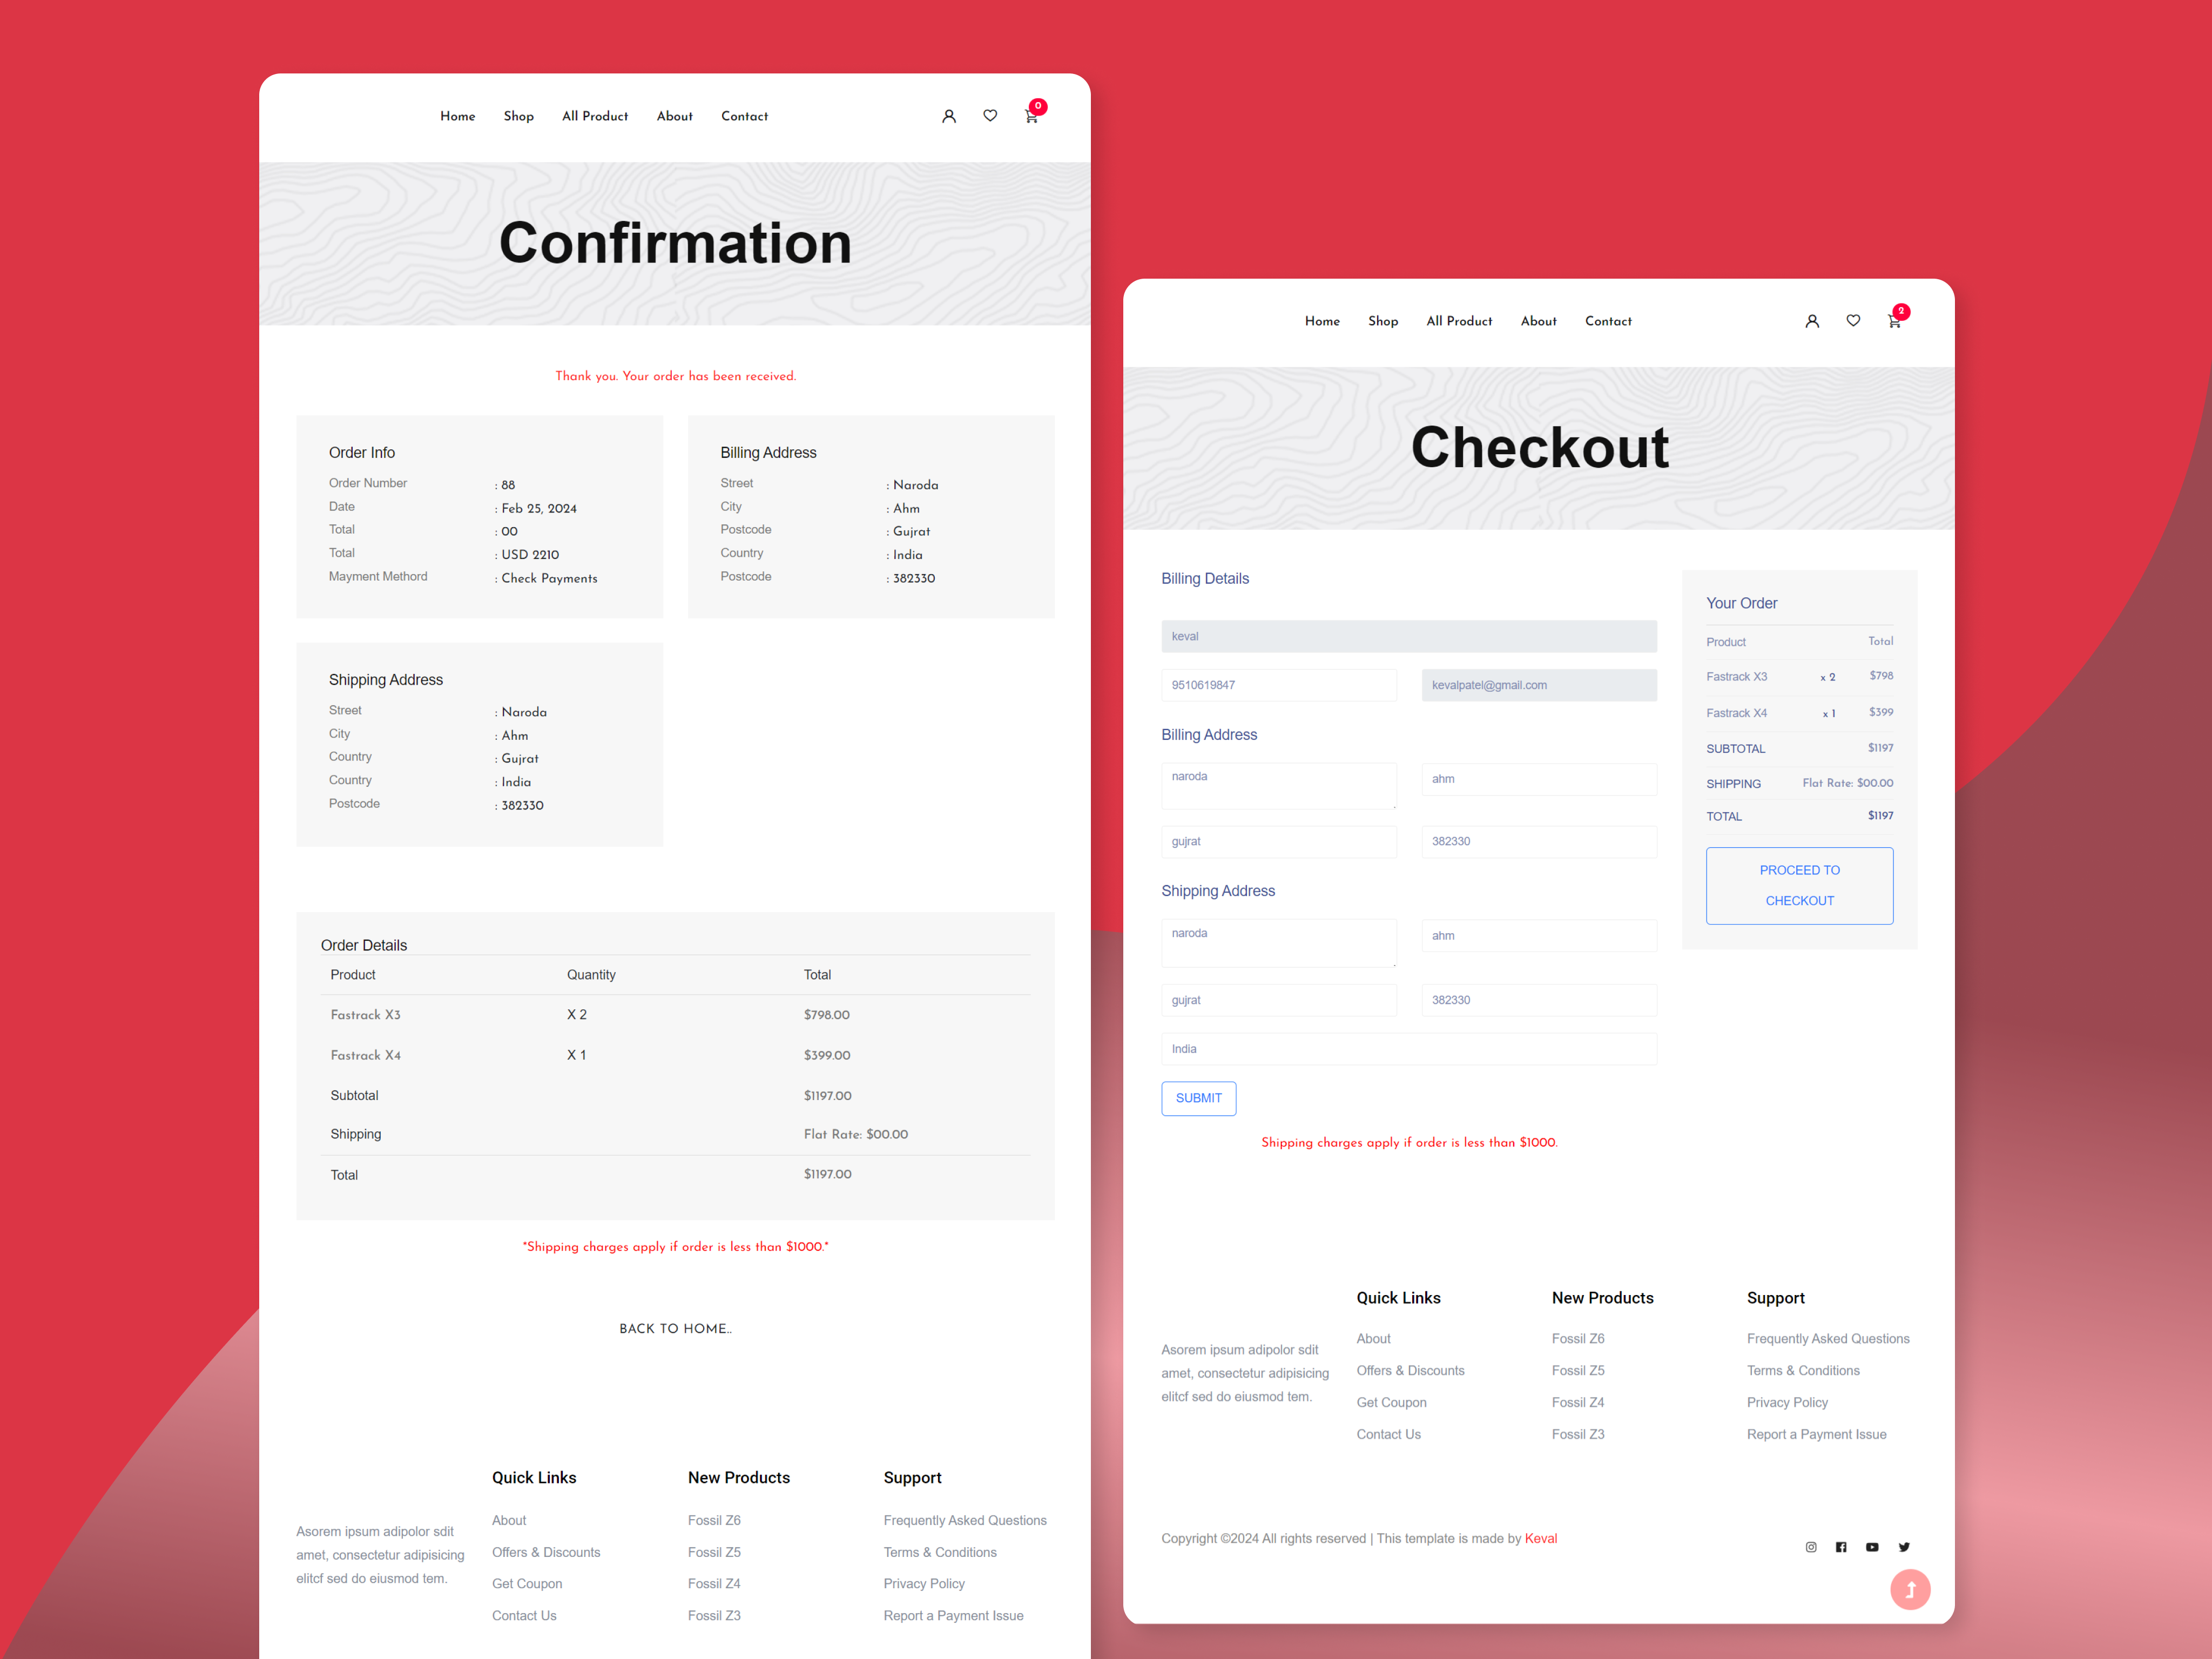 Home Shop All Product About Contact
0
Confirmation
Thank you. Your order has been received.
Order Info
Order Number : 88
Date : Feb 25, 2024
Total : 00
Total : USD 2210
Mayment Methord : Check Payments
Billing Address
Street : Naroda
City : Ahm
Postcode : Gujrat
Country : India
Postcode : 382330
Shipping Address
Street : Naroda
City : Ahm
Country : Gujrat
Country : India
Postcode : 382330
Order Details
Product Quantity Total
Fastrack X3 X 2 $798.00
Fastrack X4 X 1 $399.00
Subtotal $1197.00
Shipping Flat Rate: $00.00
Total $1197.00
"Shipping charges apply if order is less than $1000."
BACK TO HOME..
Asorem ipsum adipolor sdit
amet, consectetur adipisicing
elitcf sed do eiusmod tem.
Quick Links
About
Offers & Discounts
Get Coupon
Contact Us
New Products
Fossil Z6
Fossil Z5
Fossil Z4
Fossil Z3
Support
Frequently Asked Questions
Terms & Conditions
Privacy Policy
Report a Payment Issue
Home Shop All Product About Contact
2
Checkout
Billing Details
keval
9510619847 kevalpatel@gmail.com
Billing Address
naroda ahm
gujrat 382330
Shipping Address
naroda ahm
gujrat 382330
India
SUBMIT
Shipping charges apply if order is less than $1000.
Your Order
Product Total
Fastrack X3 x 2 $798
Fastrack X4 x 1 $399
SUBTOTAL $1197
SHIPPING Flat Rate: $00.00
TOTAL $1197
PROCEED TO
CHECKOUT
Asorem ipsum adipolor sdit
amet, consectetur adipisicing
elitcf sed do eiusmod tem.
Quick Links
About
Offers & Discounts
Get Coupon
Contact Us
New Products
Fossil Z6
Fossil Z5
Fossil Z4
Fossil Z3
Support
Frequently Asked Questions
Terms & Conditions
Privacy Policy
Report a Payment Issue
Copyright ©2024 All rights reserved | This template is made by Keval